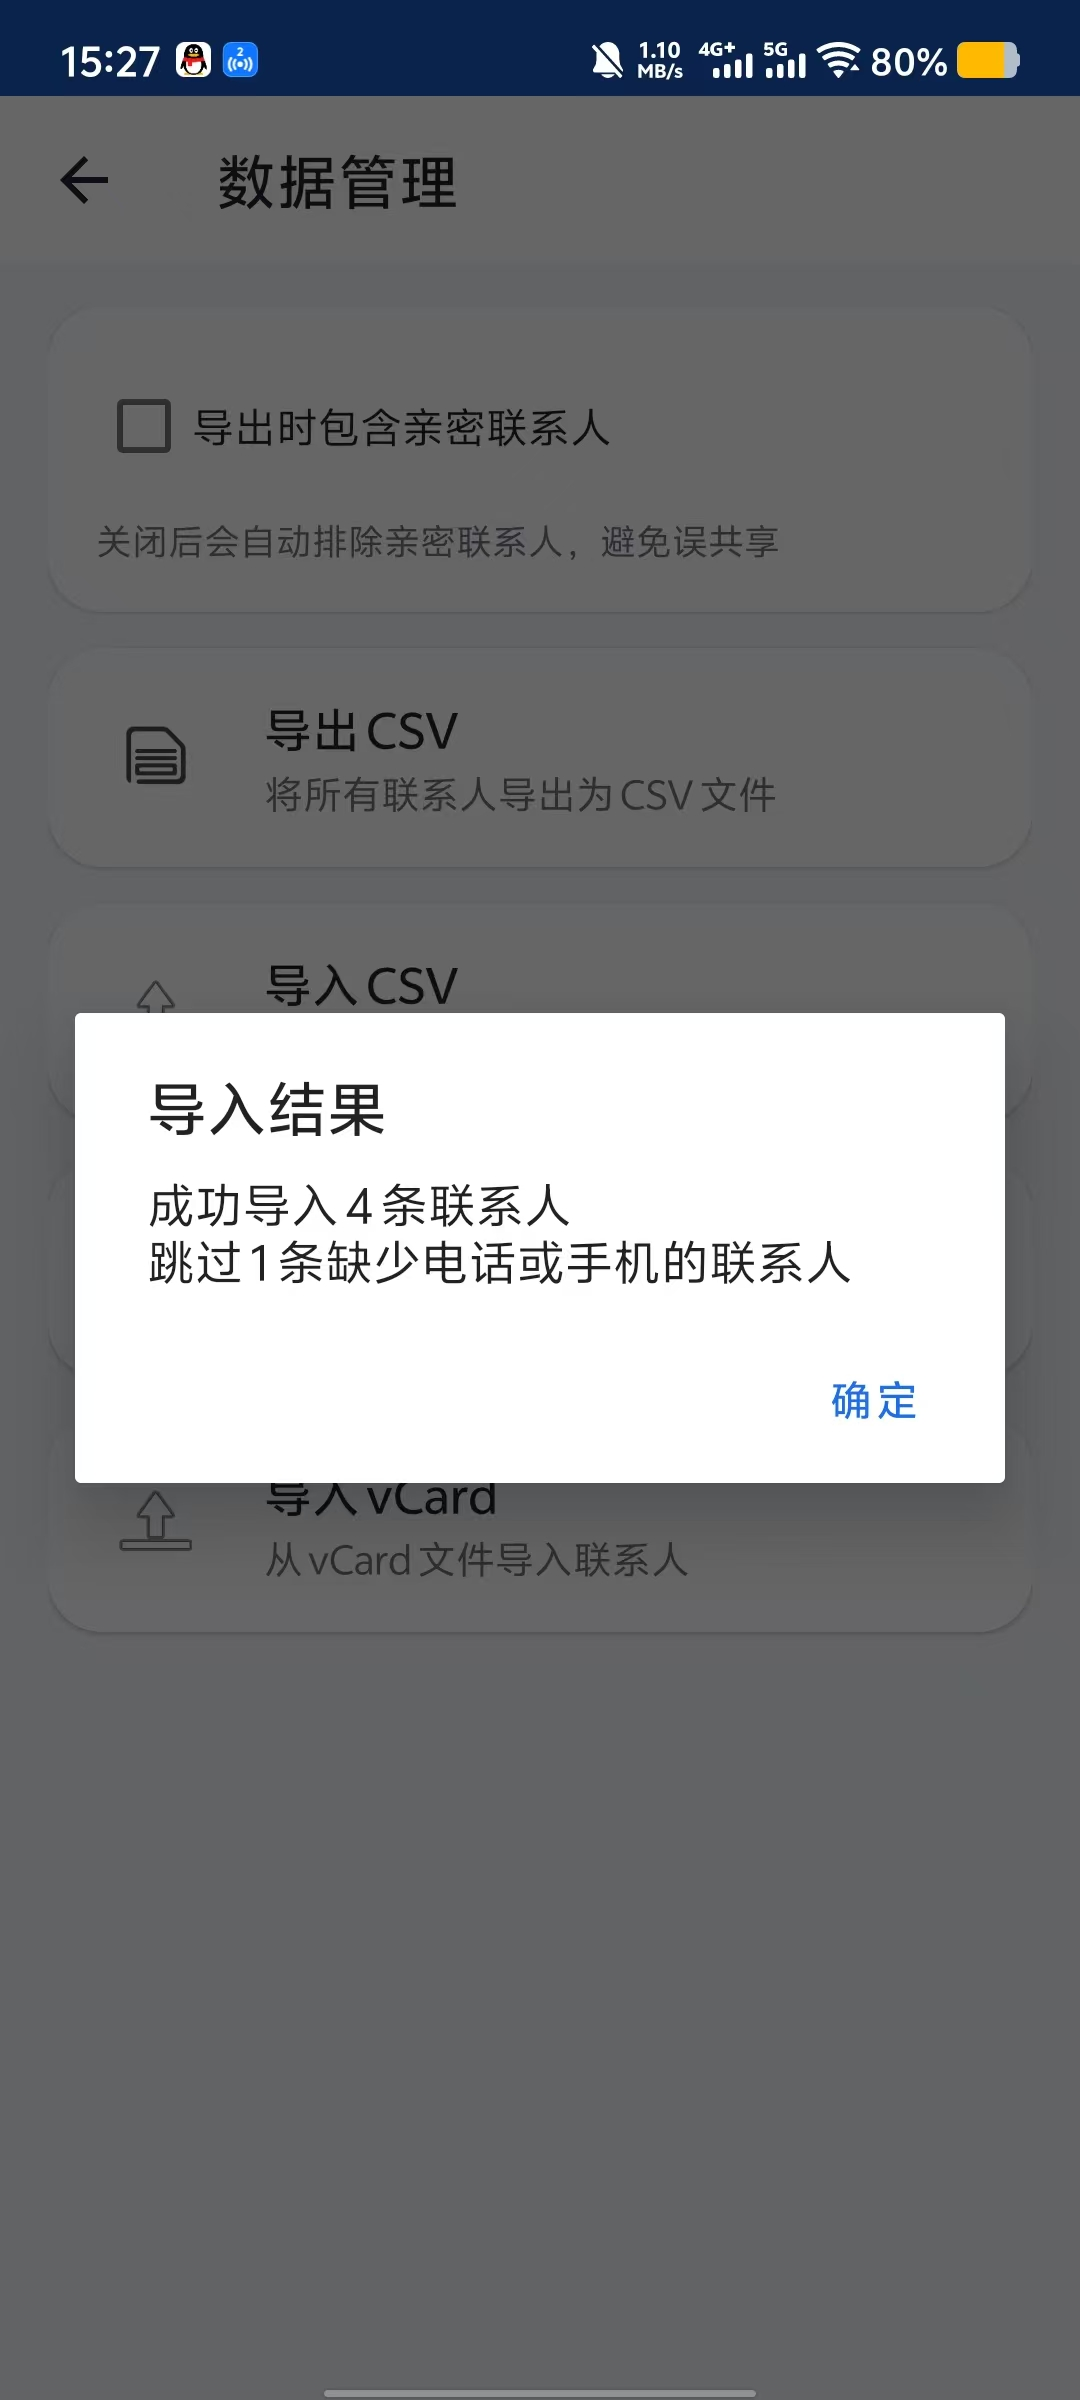 15:27
2
1.10
MB/s
4G+
5G
80%
数据管理
导出时包含亲密联系人
关闭后会自动排除亲密联系人，避免误共享
导出CSV
将所有联系人导出为CSV文件
导入CSV
导入结果
成功导入4条联系人
跳过1条缺少电话或手机的联系人
确定
导入vCard
从vCard文件导入联系人